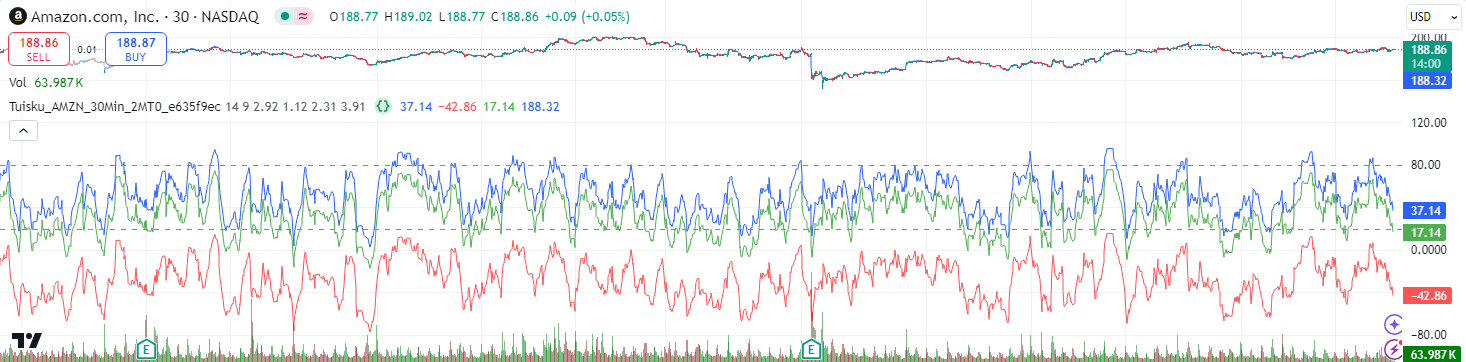 Amazon.com, Inc. · 30 · NASDAQ O188.77 H189.02 L188.77 C188.86 +0.09 (+0.05%)
USD
188.86 0.01 188.87
SELL BUY
200.00
188.86
14:00
188.32
Vol 63.987 K
Tuisku_AMZN_30Min_2MT0_e635f9ec 14 9 2.92 1.12 2.31 3.91 {} 37.14 −42.86 17.14 188.32
120.00
80.00
37.14
17.14
0.0000
−42.86
−80.00
E E
63.987 K